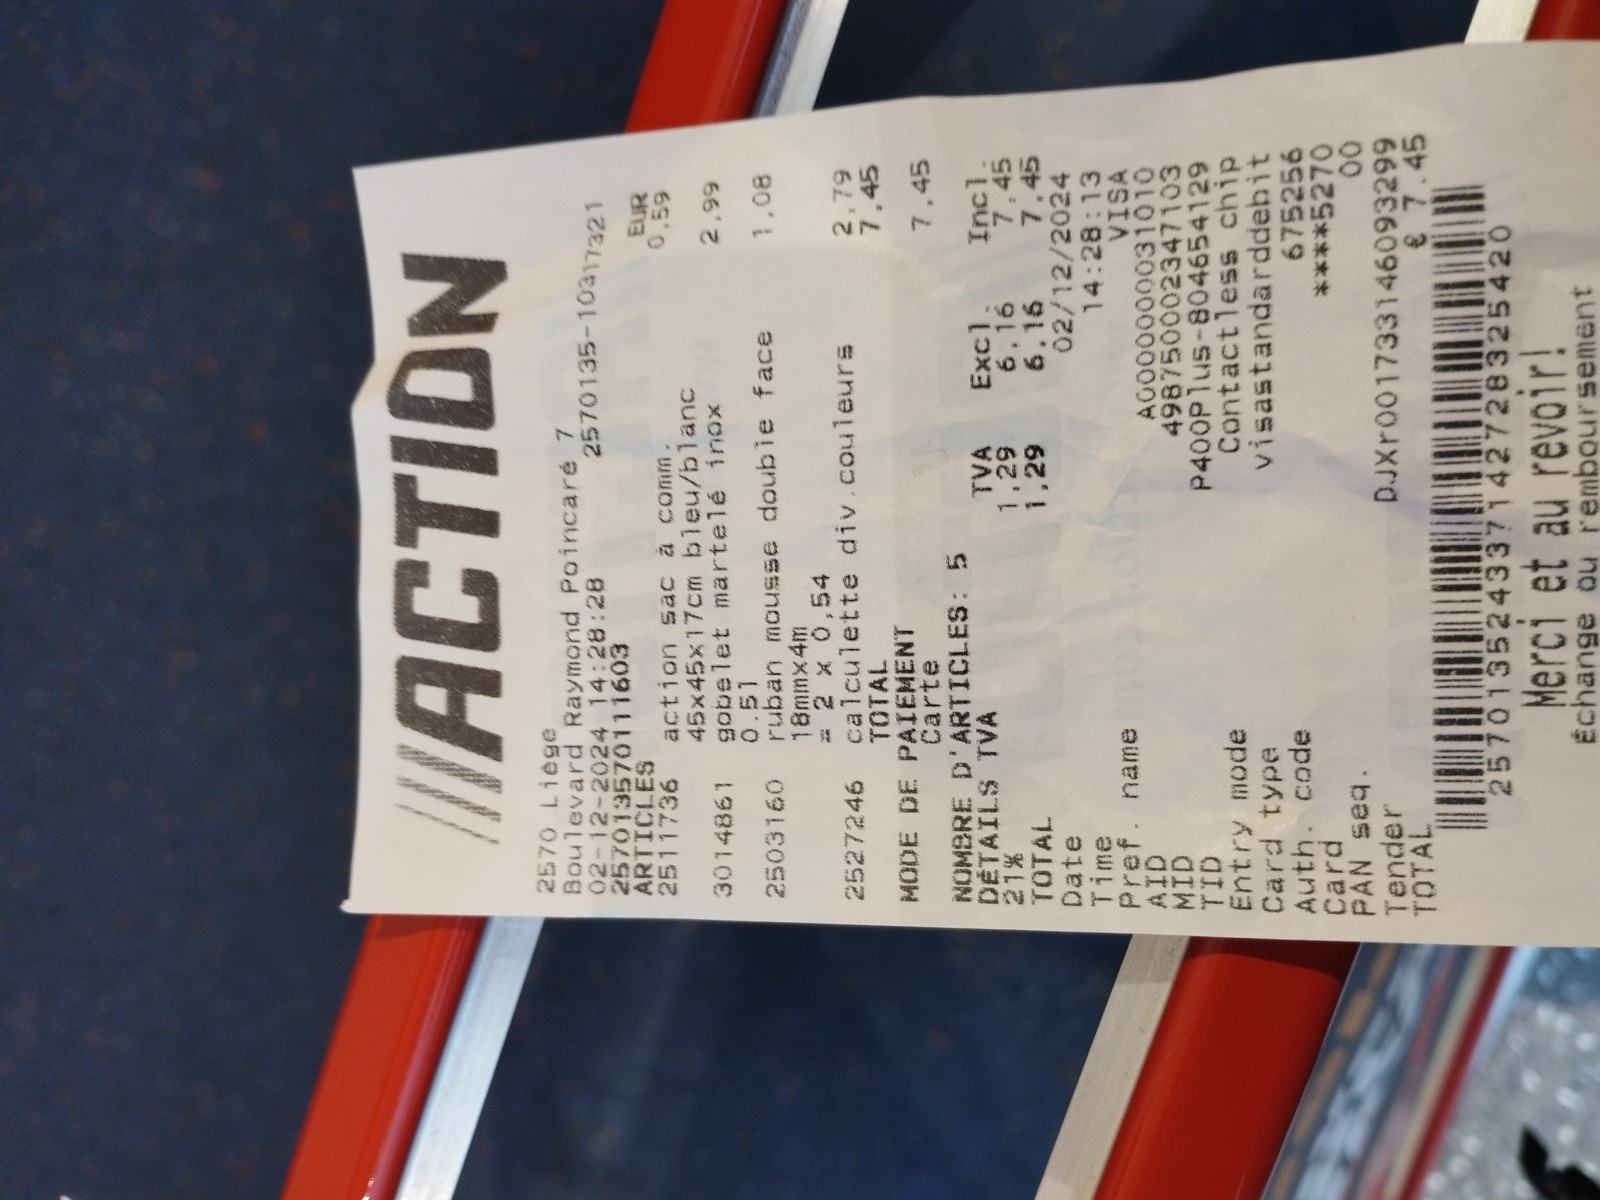 ///ACTION
2570 Liège
Boulevard Raymond Poincaré 7
02-12-2024 14:28:28 2570135-10317321
2570135701111603
ARTICLES EUR
2511736 action sac à comm. 0,59
45x45x17cm bleu/blanc
3014861 gobelet martelé inox 2,99
0.5l
2503160 ruban mousse double face 1,08
18mmx4m
= 2 x 0,54
2527246 calculette div.couleurs 2,79
TOTAL 7,45
MODE DE PAIEMENT
Carte 7,45
NOMBRE D'ARTICLES: 5
DÉTAILS TVA TVA Excl. Incl.
21% 1,29 6,16 7,45
TOTAL 1,29 6,16 7,45
Date 02/12/2024
Time 14:28:13
Pref. name VISA
AID A0000000031010
MID 498750002347103
TID P400Plus-804654129
Entry mode Contactless chip
Card type visastandarddebit
Auth. code 675256
Card ****5270
PAN seq. 00
Tender DJXr001733146093299
TOTAL € 7.45
25701352433714272832 5420
Merci et au revoir!
Échange ou remboursement